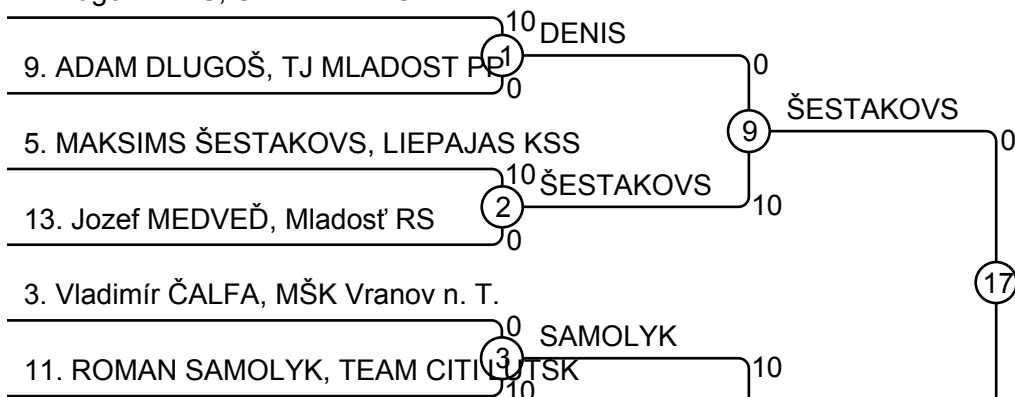 10
DENIS
1
9. ADAM DLUGOŠ, TJ MLADOST PP
0
0
ŠESTAKOVS
9
0
5. MAKSIMS ŠESTAKOVS, LIEPAJAS KSS
10
ŠESTAKOVS
2
10
13. Jozef MEDVEĎ, Mladosť RS
0
17
3. Vladimír ČALFA, MŠK Vranov n. T.
0
SAMOLYK
3
10
11. ROMAN SAMOLYK, TEAM CITI LUTSK
10